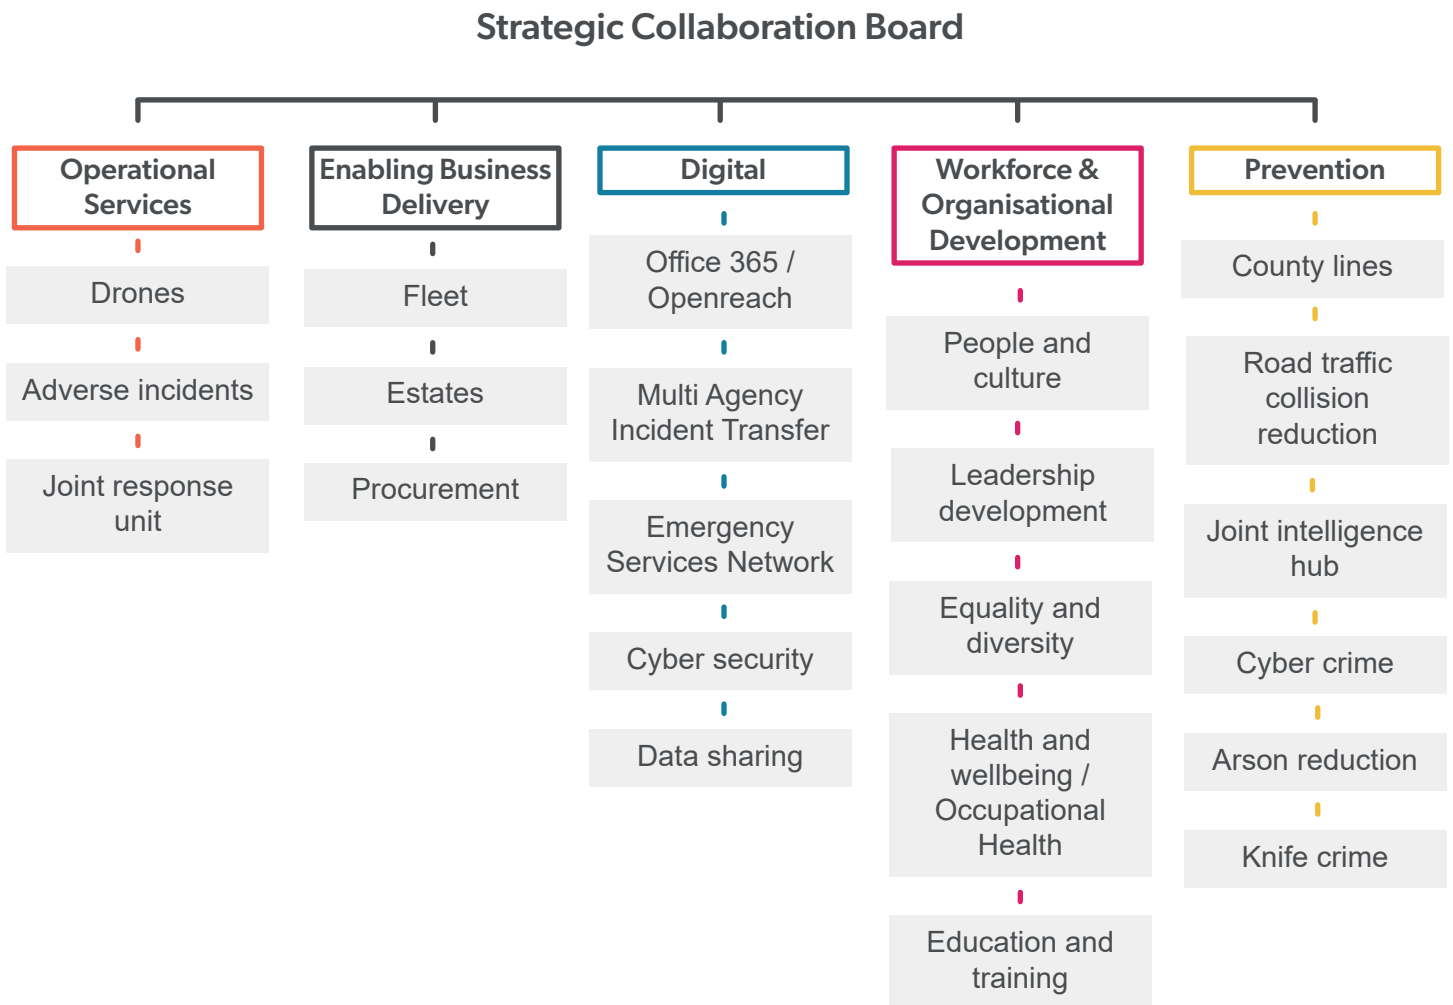 Strategic Collaboration Board
Operational
Services
Drones
Adverse incidents
Joint response
unit
Enabling Business
Delivery
Fleet
Estates
Procurement
Digital
Office 365 /
Openreach
Multi Agency
Incident Transfer
Emergency
Services Network
Cyber security
Data sharing
Workforce &
Organisational
Development
People and
culture
Leadership
development
Equality and
diversity
Health and
wellbeing /
Occupational
Health
Education and
training
Prevention
County lines
Road traffic
collision
reduction
Joint intelligence
hub
Cyber crime
Arson reduction
Knife crime